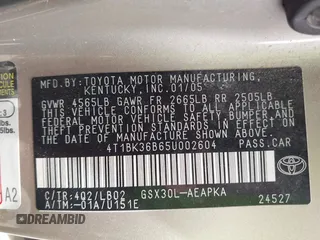 MFD.BY:TOYOTA MOTOR MANUFACTURING,
KENTUCKY,INC.01/05
GVWR 4565LB GAWR FR 2665LB RR 2505LB
THIS VEHICLE CONFORMS TO ALL APPLICABLE
FEDERAL MOTOR VEHICLE SAFETY, BUMPER,
AND THEFT PREVENTION STANDARDS IN
EFFECT ON THE DATE OF MANUFACTURE
SHOWN ABOVE.
4T1BK36B65U002604 PASS.CAR
C/TR:4Q2/LB02 GSX30L-AEAPKA
A/TM:-01A/U151E 24527
A2
DREAMBID